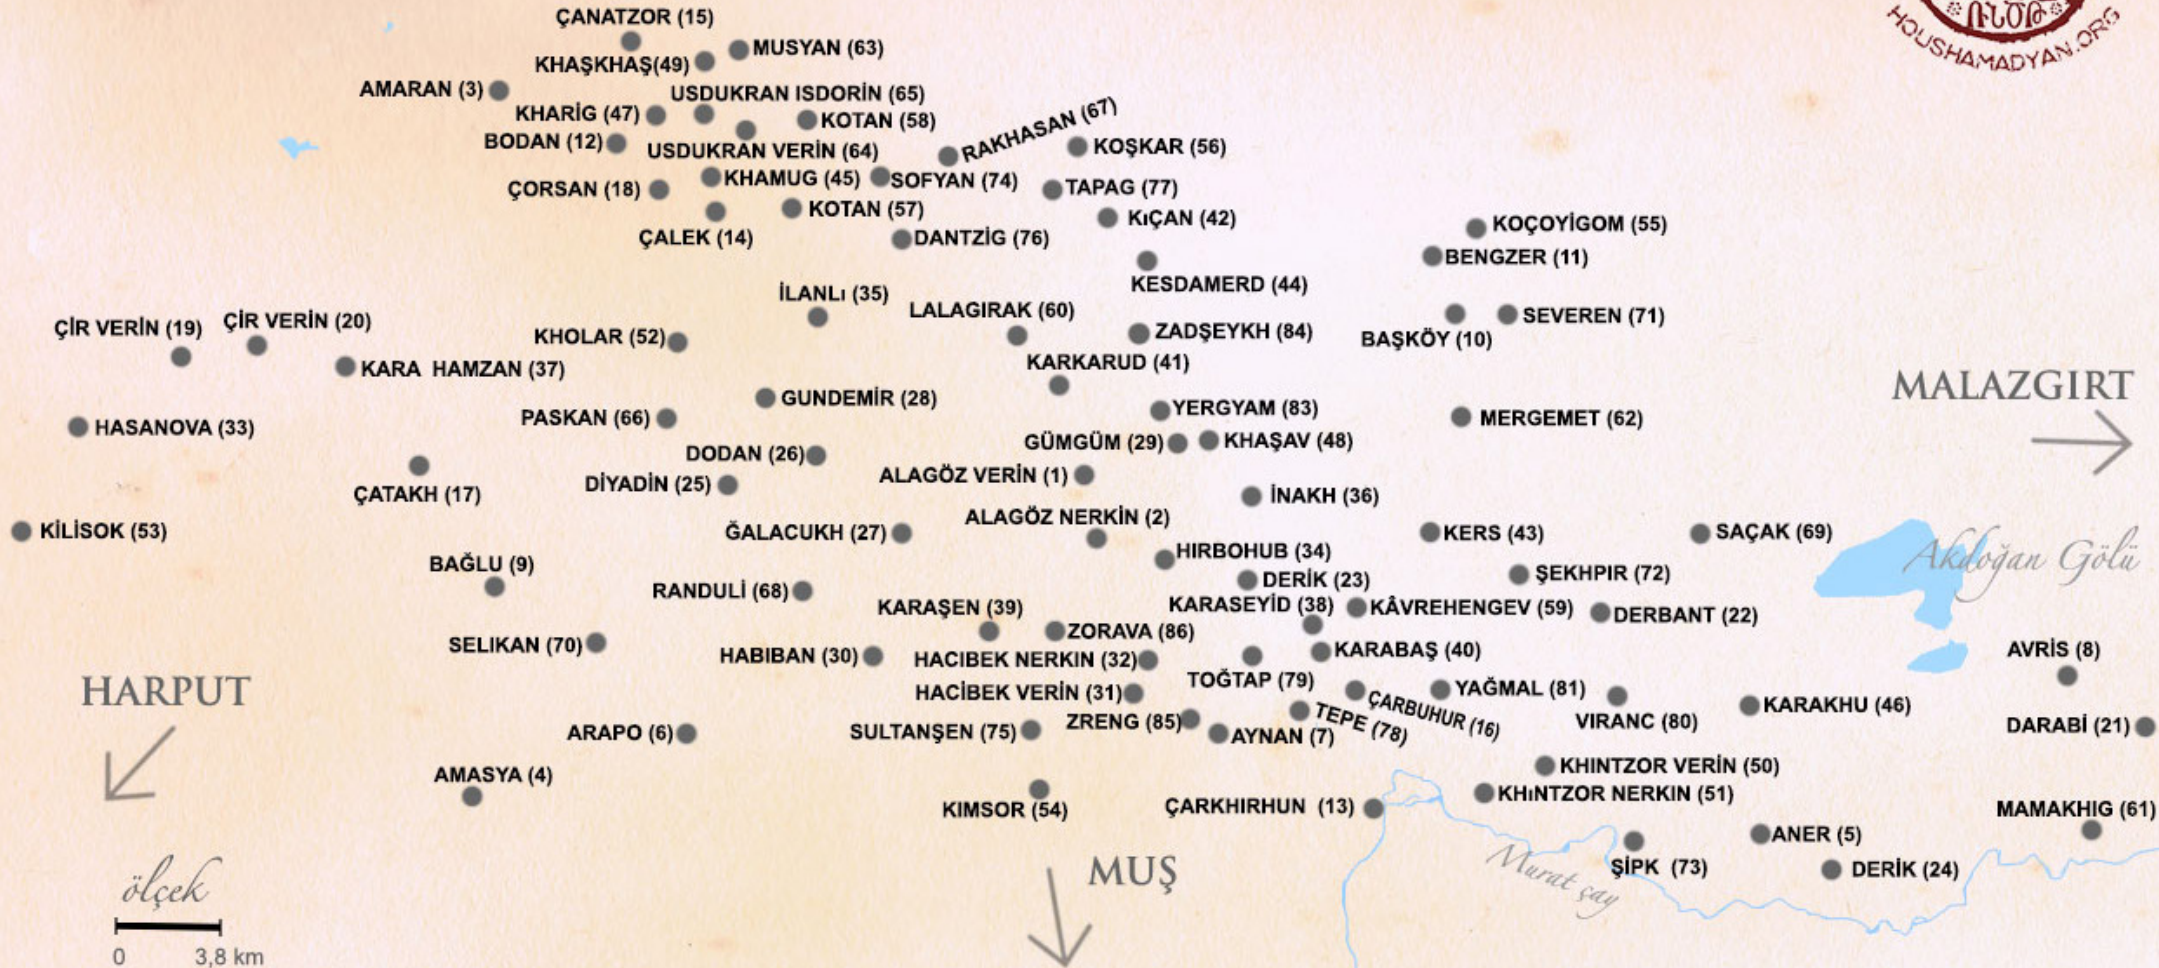 ÇANATZOR (15)
MUSYAN (63)
KHAŞKHAŞ(49)
AMARAN (3)
USDUKRAN ISDORİN (65)
KHARİG (47)
KOTAN (58)
RAKHASAN (67)
BODAN (12)
USDUKRAN VERİN (64)
KOŞKAR (56)
KHAMUG (45)
SOFYAN (74)
ÇORSAN (18)
TAPAG (77)
KOTAN (57)
KıÇAN (42)
ÇALEK (14)
DANTZİG (76)
KOÇOYİGOM (55)
BENGZER (11)
KESDAMERD (44)
İLANLı (35)
LALAGIRAK (60)
ÇİR VERİN (19)
ÇİR VERİN (20)
KHOLAR (52)
ZADŞEYKH (84)
SEVEREN (71)
BAŞKÖY (10)
KARA HAMZAN (37)
KARKARUD (41)
MALAZGIRT
GUNDEMİR (28)
PASKAN (66)
YERGYAM (83)
MERGEMET (62)
HASANOVA (33)
GÜMGÜM (29)
KHAŞAV (48)
DODAN (26)
ALAGÖZ VERİN (1)
ÇATAKH (17)
DİYADİN (25)
İNAKH (36)
ALAGÖZ NERKİN (2)
KİLİSOK (53)
ĞALACUKH (27)
KERS (43)
SAÇAK (69)
Akdoğan Gölü
HIRBOHUB (34)
BAĞLU (9)
DERİK (23)
ŞEKHPIR (72)
RANDULİ (68)
KARAŞEN (39)
KARASEYİD (38)
KÂVREHENGEV (59)
DERBANT (22)
ZORAVA (86)
SELIKAN (70)
HABIBAN (30)
HACIBEK NERKIN (32)
KARABAŞ (40)
AVRİS (8)
TOĞTAP (79)
HARPUT
HACİBEK VERİN (31)
YAĞMAL (81)
ÇARBUHUR (16)
KARAKHU (46)
ARAPO (6)
SULTANŞEN (75)
ZRENG (85)
AYNAN (7)
TEPE (78)
VIRANC (80)
DARABİ (21)
AMASYA (4)
KHINTZOR VERİN (50)
KIMSOR (54)
ÇARKHIRHUN (13)
KHıNTZOR NERKIN (51)
MAMAKHIG (61)
ANER (5)
MUŞ
Murat çay
ŞİPK (73)
DERİK (24)
ölçek
0 3,8 km
ՌՆՕԹ
HOUSHAMADYAN.ORG